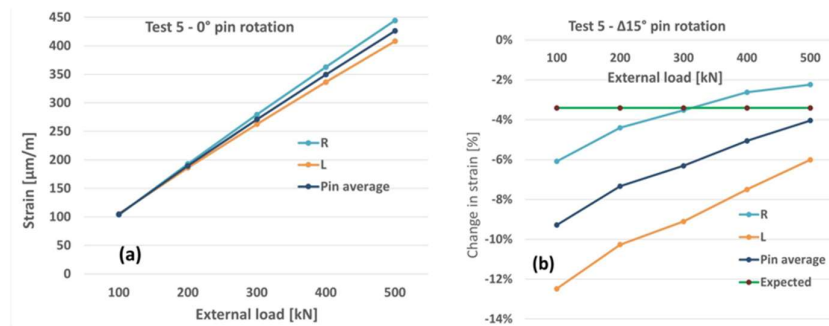 Test 5 - 0° pin rotation
Strain [µm/m]
450
400
350
300
250
200
150
100
50
0
R
L
Pin average
(a)
100 200 300 400 500
External load [kN]
Test 5 - Δ15° pin rotation
Change in strain [%]
0%
-2%
-4%
-6%
-8%
-10%
-12%
-14%
100 200 300 400 500
External load [kN]
R
L
Pin average
Expected
(b)